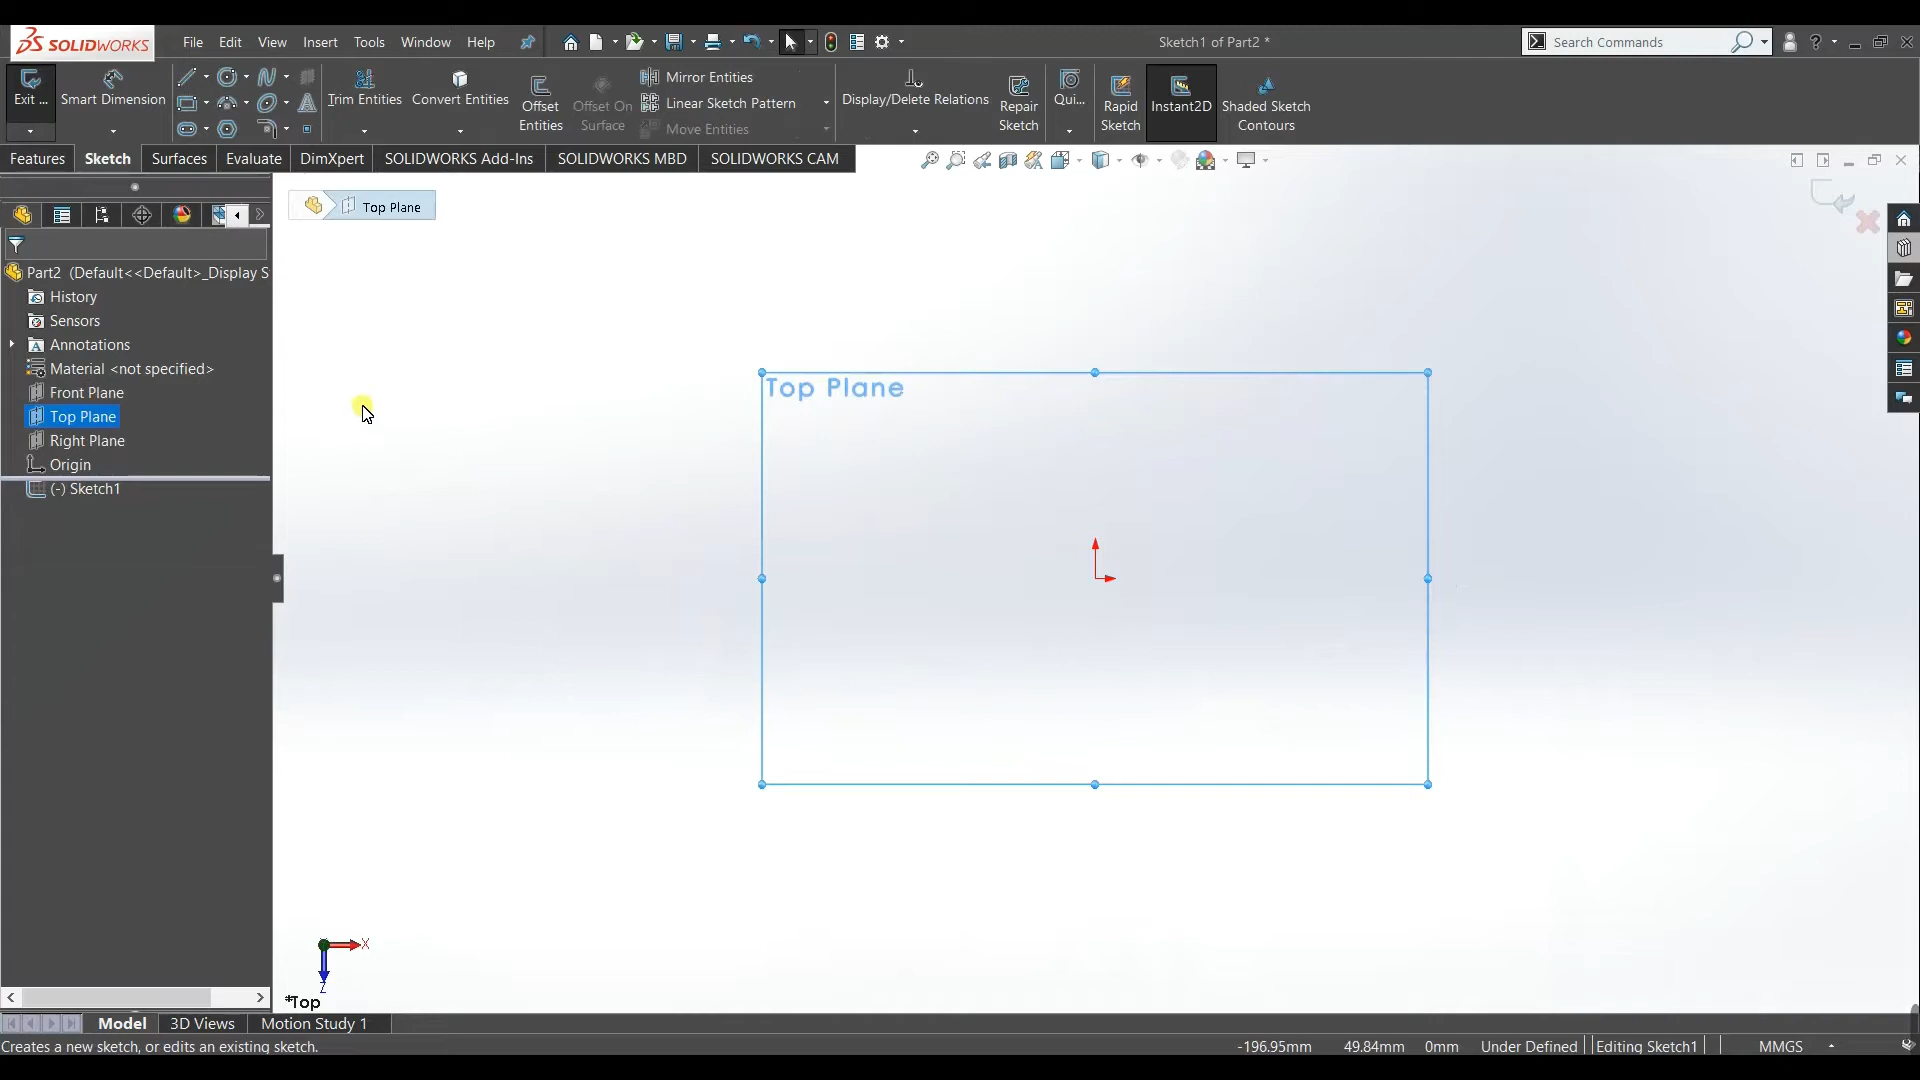 SOLIDWORKS File Edit View Insert Tools Window Help Sketch1 of Part2 * Search Commands ?
Exit ... Smart Dimension Trim Entities Convert Entities Offset Entities Offset On Surface Mirror Entities Display/Delete Relations Repair Sketch Qui... Rapid Sketch Instant2D Shaded Sketch Contours
Linear Sketch Pattern
Move Entities
Features Sketch Surfaces Evaluate DimXpert SOLIDWORKS Add-Ins SOLIDWORKS MBD SOLIDWORKS CAM
Top Plane
Part2 (Default<<Default>_Display S
History
Sensors
A Annotations
Material <not specified>
Front Plane
Top Plane
Right Plane
Origin
(-) Sketch1
Top Plane
X
Z
*Top
Model 3D Views Motion Study 1
Creates a new sketch, or edits an existing sketch. -196.95mm 49.84mm 0mm Under Defined Editing Sketch1 MMGS